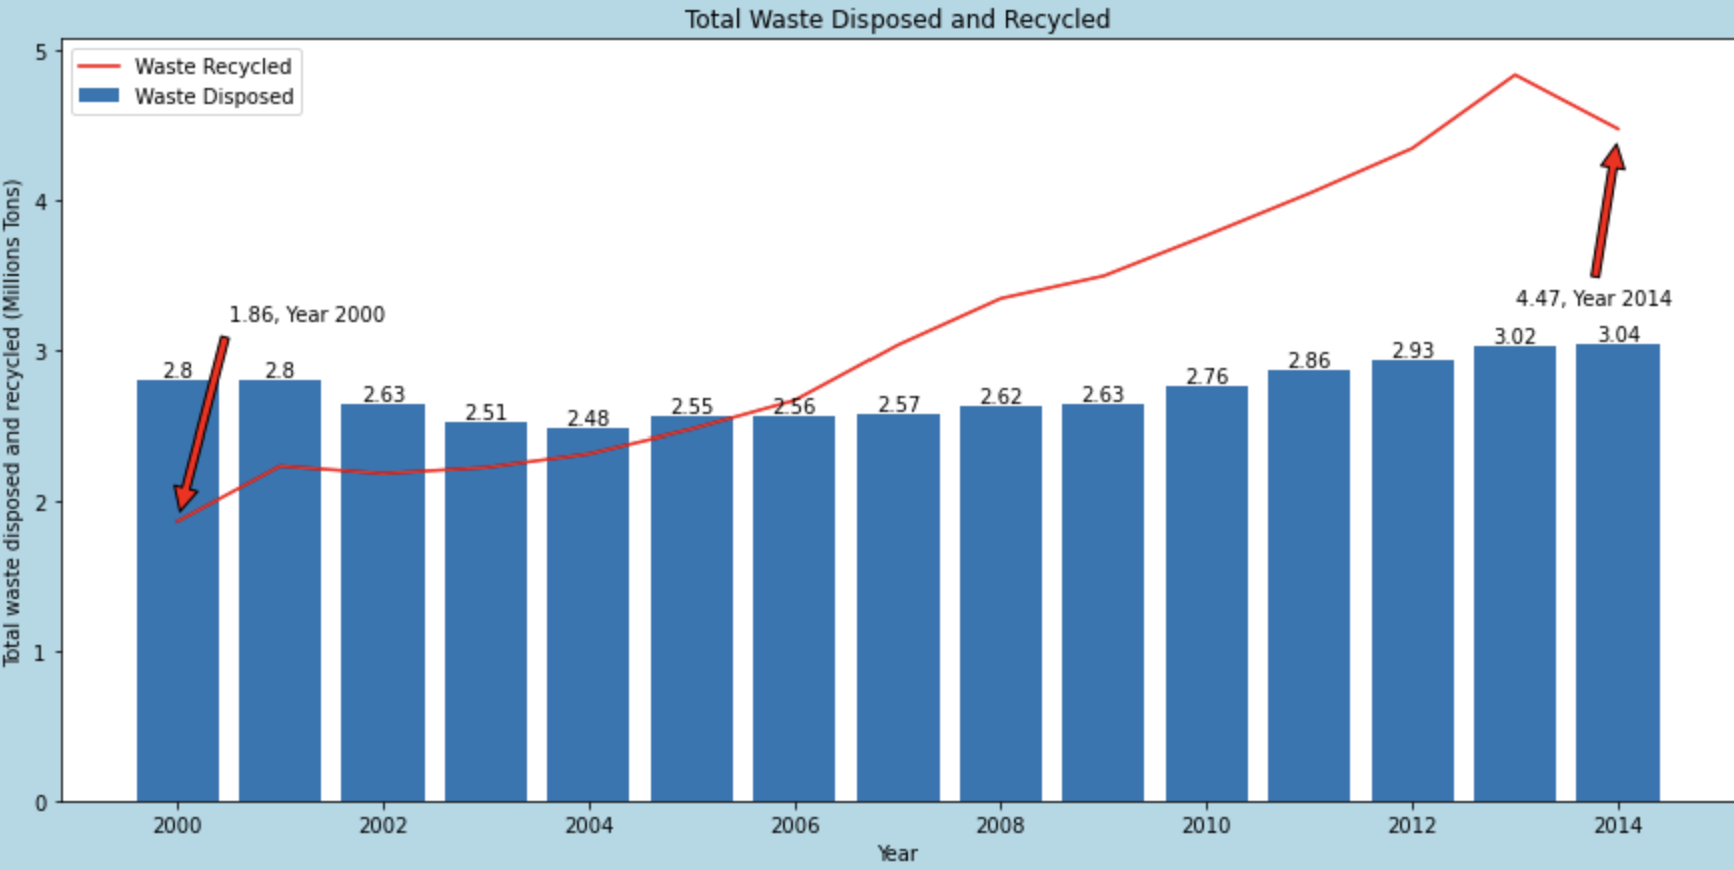 Total Waste Disposed and Recycled
Waste Recycled
Waste Disposed
Total waste disposed and recycled (Millions Tons)
5
4
3
2
1
0
1.86, Year 2000
4.47, Year 2014
2.8
2.8
2.63
2.51
2.48
2.55
2.56
2.57
2.62
2.63
2.76
2.86
2.93
3.02
3.04
2000 2002 2004 2006 2008 2010 2012 2014
Year